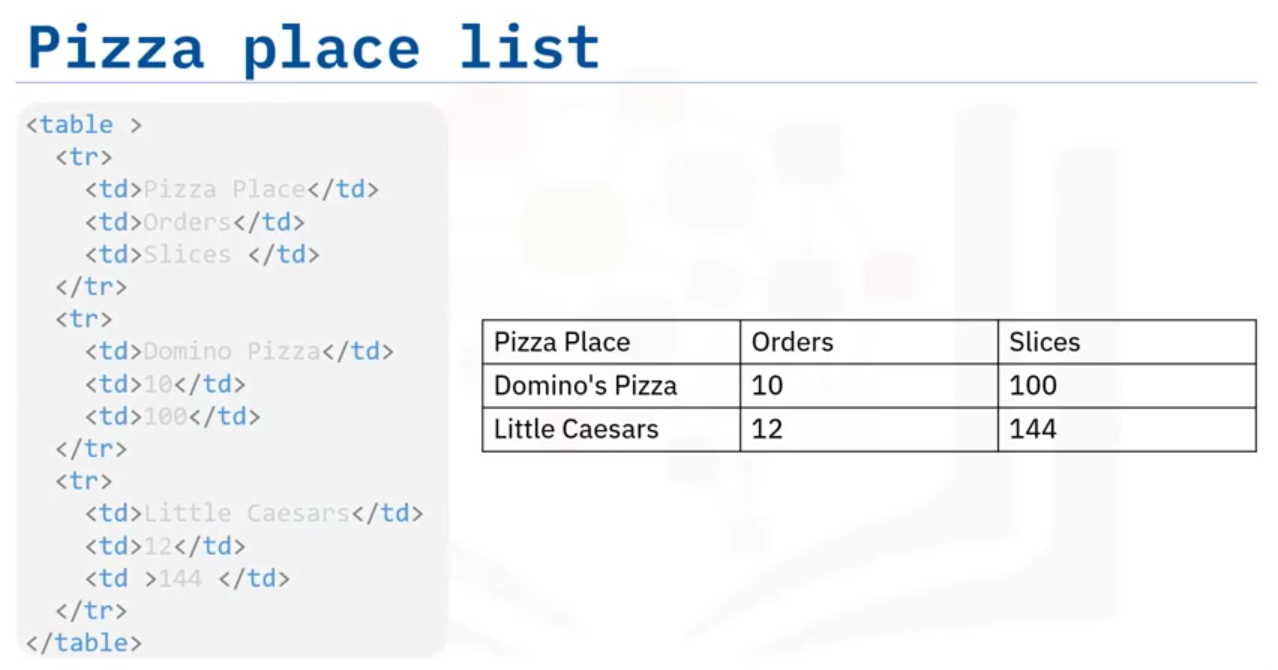 Pizza place list
<table >
<tr>
<td>Pizza Place</td>
<td>Orders</td>
<td>Slices </td>
</tr>
<tr>
<td>Domino Pizza</td>
<td>10</td>
<td>100</td>
</tr>
<tr>
<td>Little Caesars</td>
<td>12</td>
<td >144 </td>
</tr>
</table>
Pizza Place Orders Slices
Domino's Pizza 10 100
Little Caesars 12 144